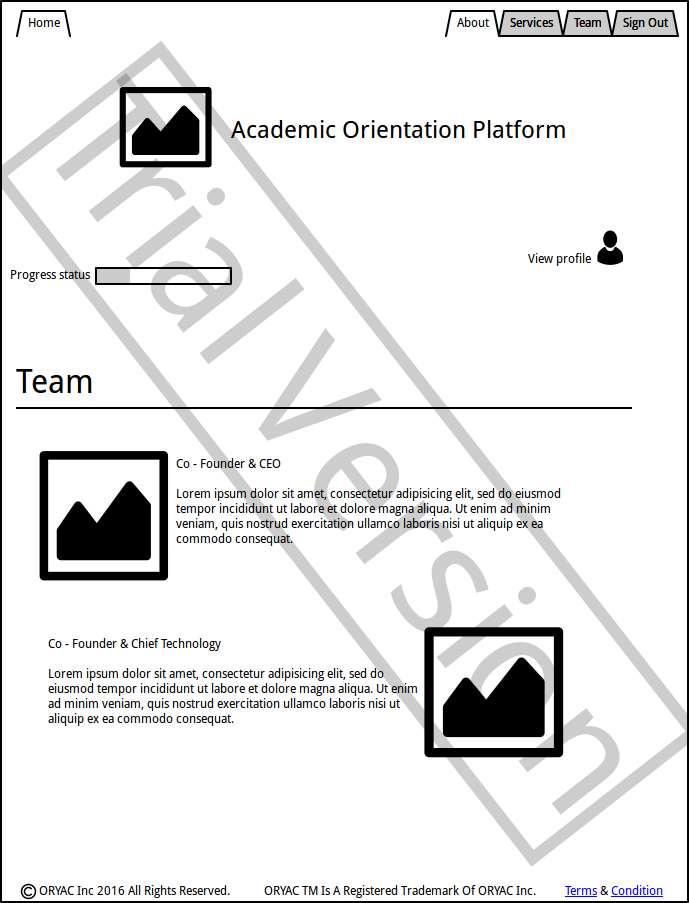 Home
About Services Team Sign Out
Academic Orientation Platform
View profile
Progress status
Team
Co - Founder & CEO
Lorem ipsum dolor sit amet, consectetur adipisicing elit, sed do eiusmod
tempor incididunt ut labore et dolore magna aliqua. Ut enim ad minim
veniam, quis nostrud exercitation ullamco laboris nisi ut aliquip ex ea
commodo consequat.
Co - Founder & Chief Technology
Lorem ipsum dolor sit amet, consectetur adipisicing elit, sed do
eiusmod tempor incididunt ut labore et dolore magna aliqua. Ut enim
ad minim veniam, quis nostrud exercitation ullamco laboris nisi ut
aliquip ex ea commodo consequat.
© ORYAC Inc 2016 All Rights Reserved. ORYAC TM Is A Registered Trademark Of ORYAC Inc. Terms & Condition
Trial Version